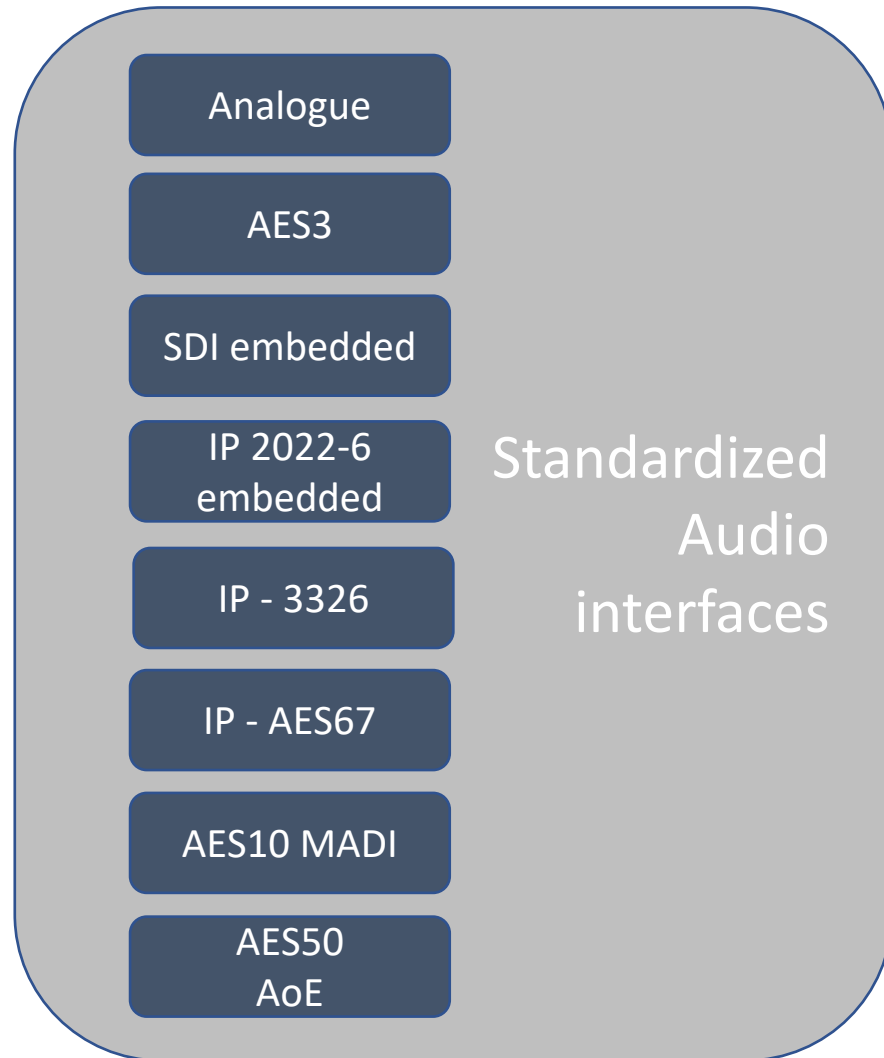 Analogue
AES3
SDI embedded
IP 2022-6
embedded
IP - 3326
IP - AES67
AES10 MADI
AES50
AoE
Standardized
Audio
interfaces